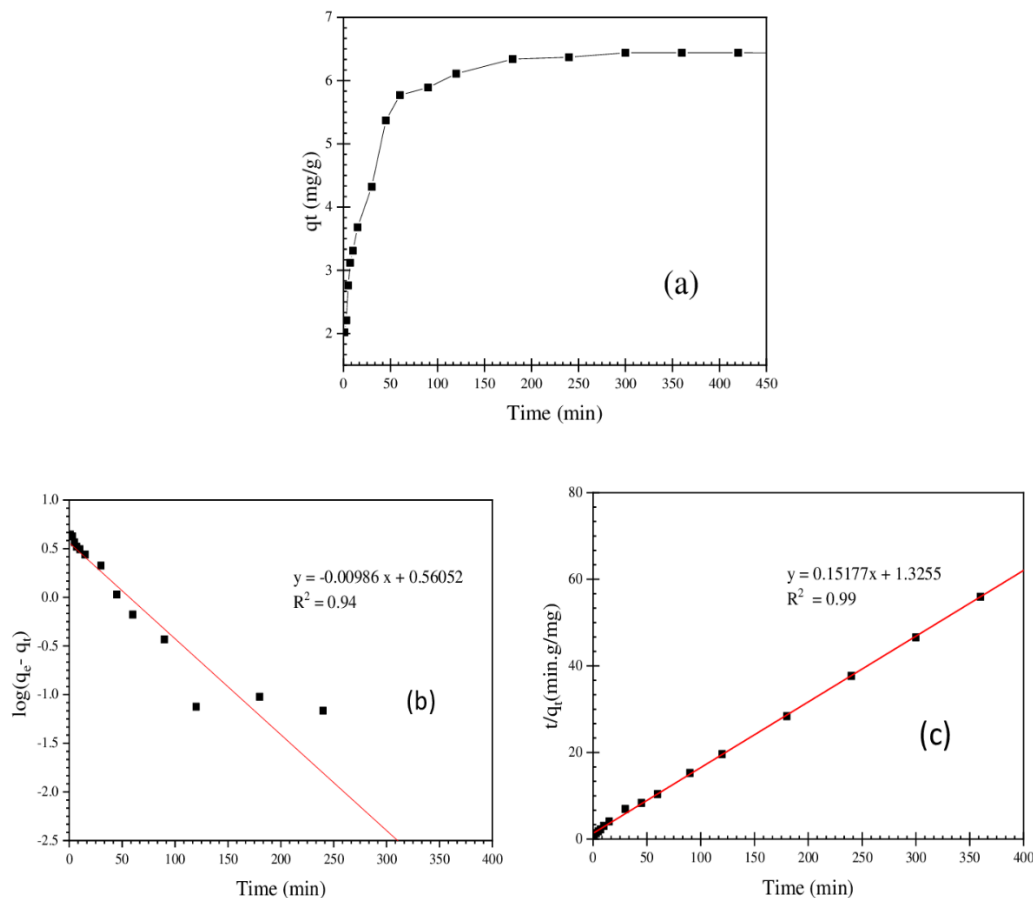 7
6
5
4
3
2
qt (mg/g)
(a)
0 50 100 150 200 250 300 350 400 450
Time (min)
1.0
0.5
0.0
-0.5
-1.0
-1.5
-2.0
-2.5
log(qe- qt)
y = -0.00986 x + 0.56052
R² = 0.94
(b)
0 50 100 150 200 250 300 350 400
Time (min)
80
60
40
20
0
t/qt(min.g/mg)
y = 0.15177x + 1.3255
R² = 0.99
(c)
0 50 100 150 200 250 300 350 400
Time (min)